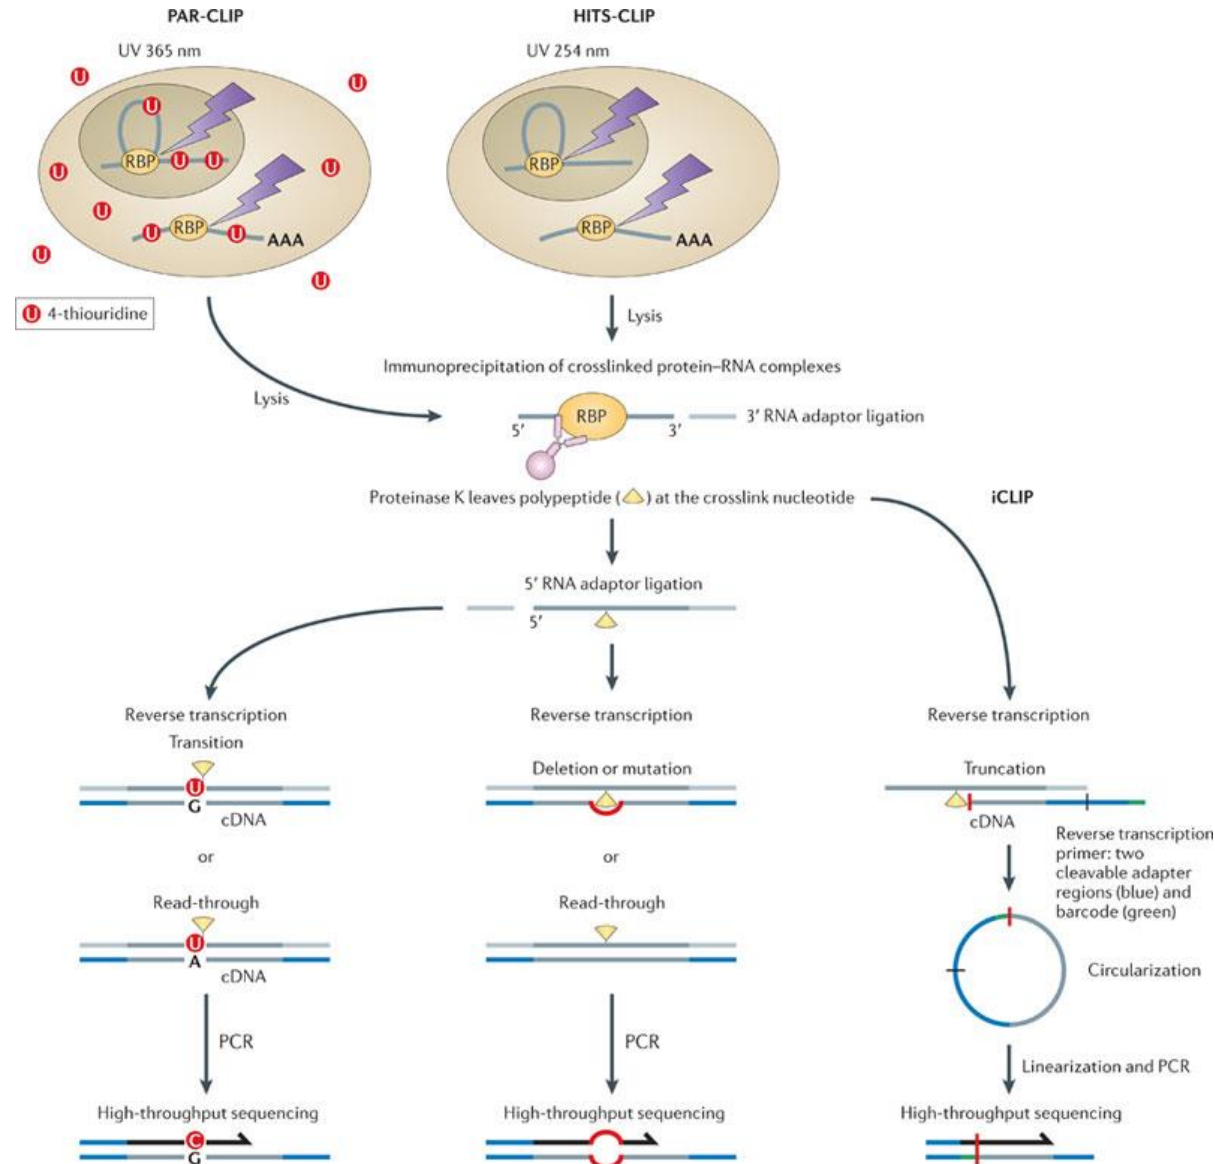 PAR-CLIP
HITS-CLIP
UV 365 nm
UV 254 nm
U
U
U
RBP
U
U
U
U
U
U
RBP
U
AAA
U
U
RBP
RBP
AAA
U 4-thiouridine
Lysis
Lysis
Immunoprecipitation of crosslinked protein–RNA complexes
RBP
5′
3′
3′ RNA adaptor ligation
Proteinase K leaves polypeptide ( ) at the crosslink nucleotide
iCLIP
5′ RNA adaptor ligation
5′
Reverse transcription
Transition
U
G
cDNA
or
Read-through
U
A
cDNA
PCR
High-throughput sequencing
C
G
Reverse transcription
Deletion or mutation
or
Read-through
PCR
High-throughput sequencing
Reverse transcription
Truncation
cDNA
Reverse transcription
primer: two
cleavable adapter
regions (blue) and
barcode (green)
Circularization
Linearization and PCR
High-throughput sequencing